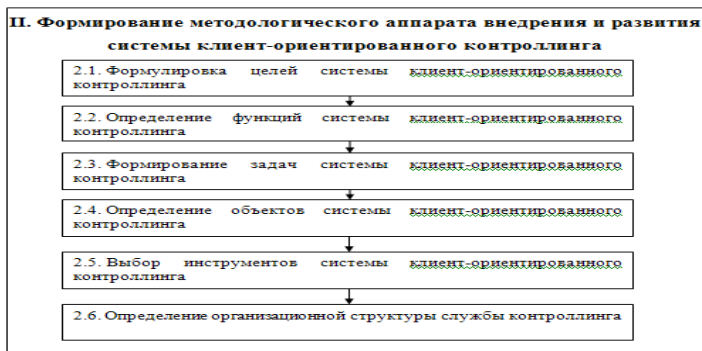 II. Формирование методологического аппарата внедрения и развития
системы клиент-ориентированного контроллинга
2.1. Формулировка целей системы клиент-ориентированного
контроллинга
2.2. Определение функций системы клиент-ориентированного
контроллинга
2.3. Формирование задач системы клиент-ориентированного
контроллинга
2.4. Определение объектов системы клиент-ориентированного
контроллинга
2.5. Выбор инструментов системы клиент-ориентированного
контроллинга
2.6. Определение организационной структуры службы контроллинга